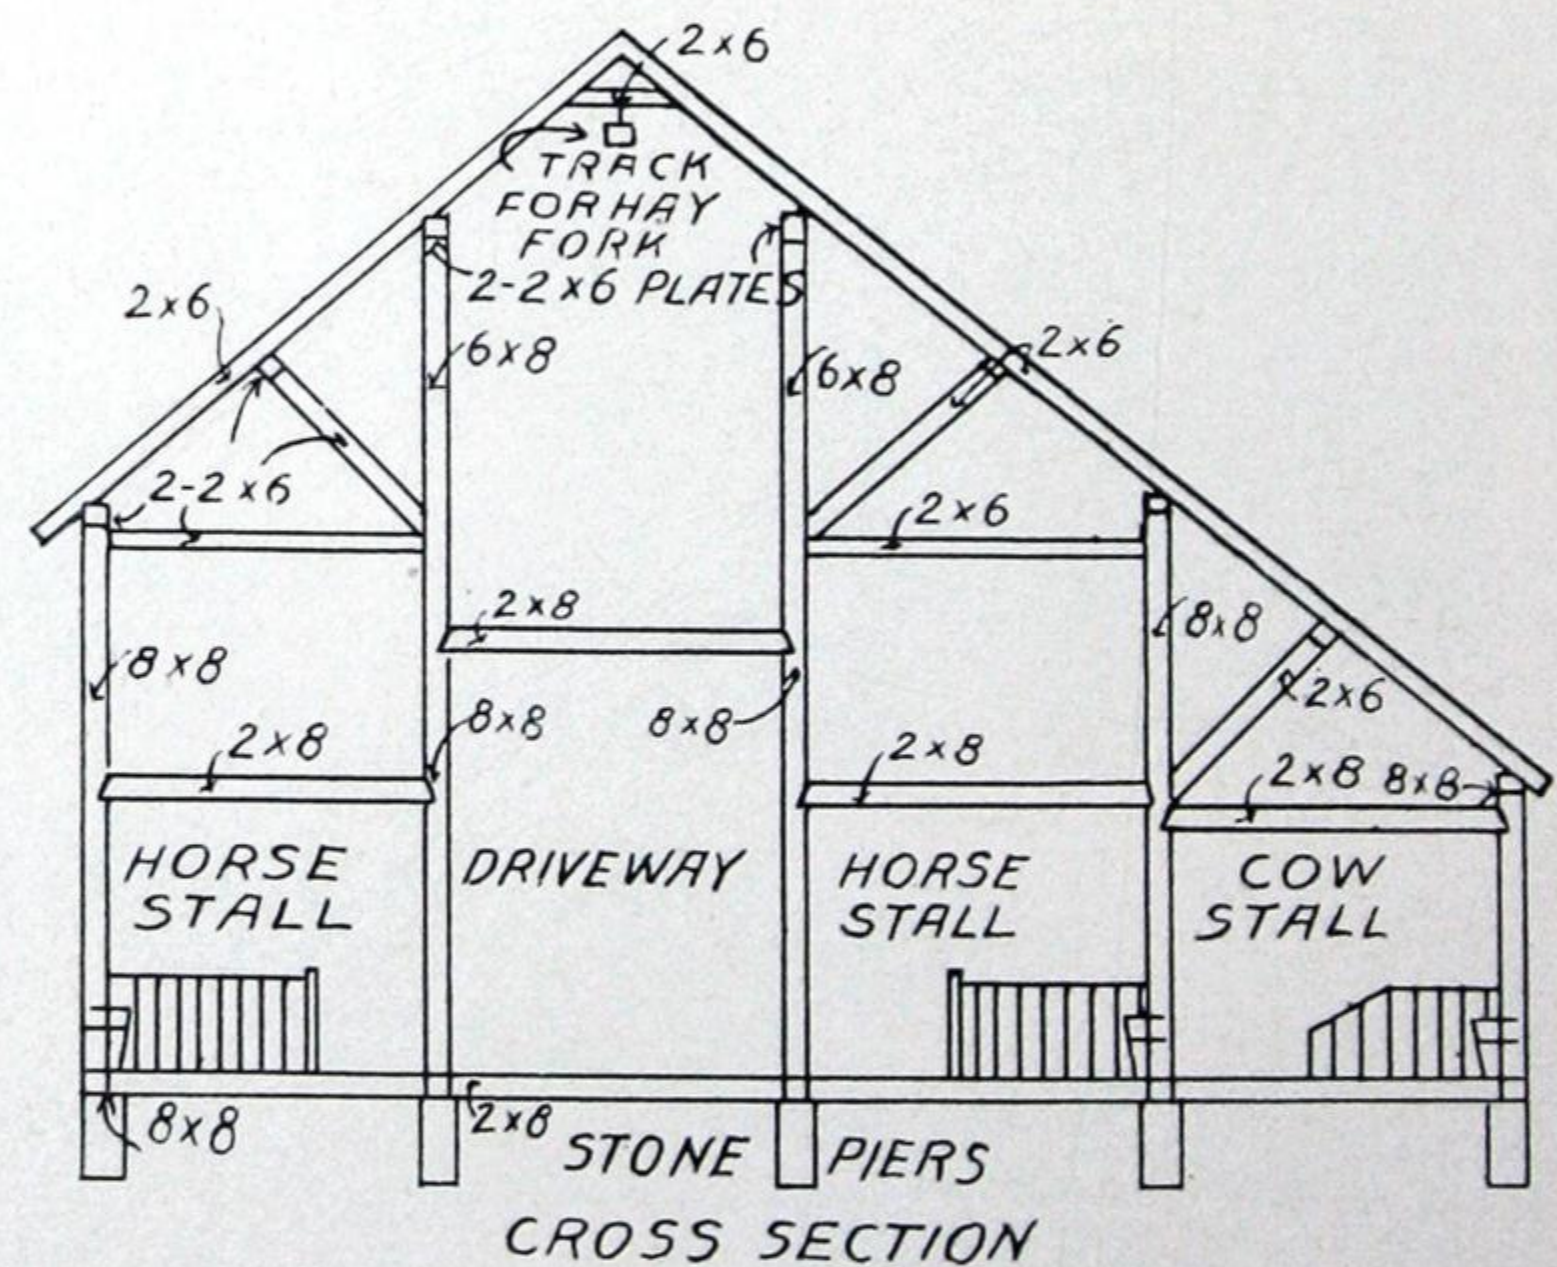 2x6
TRACK
FOR HAY
FORK
2-2x6 PLATES
2x6
6x8
6x8
2x6
2-2x6
2x6
2x8
8x8
8x8
2x6
8x8
8x8
2x8
2x8
2x8 8x8
HORSE
STALL
DRIVEWAY
HORSE
STALL
COW
STALL
8x8
2x8
STONE PIERS
CROSS SECTION